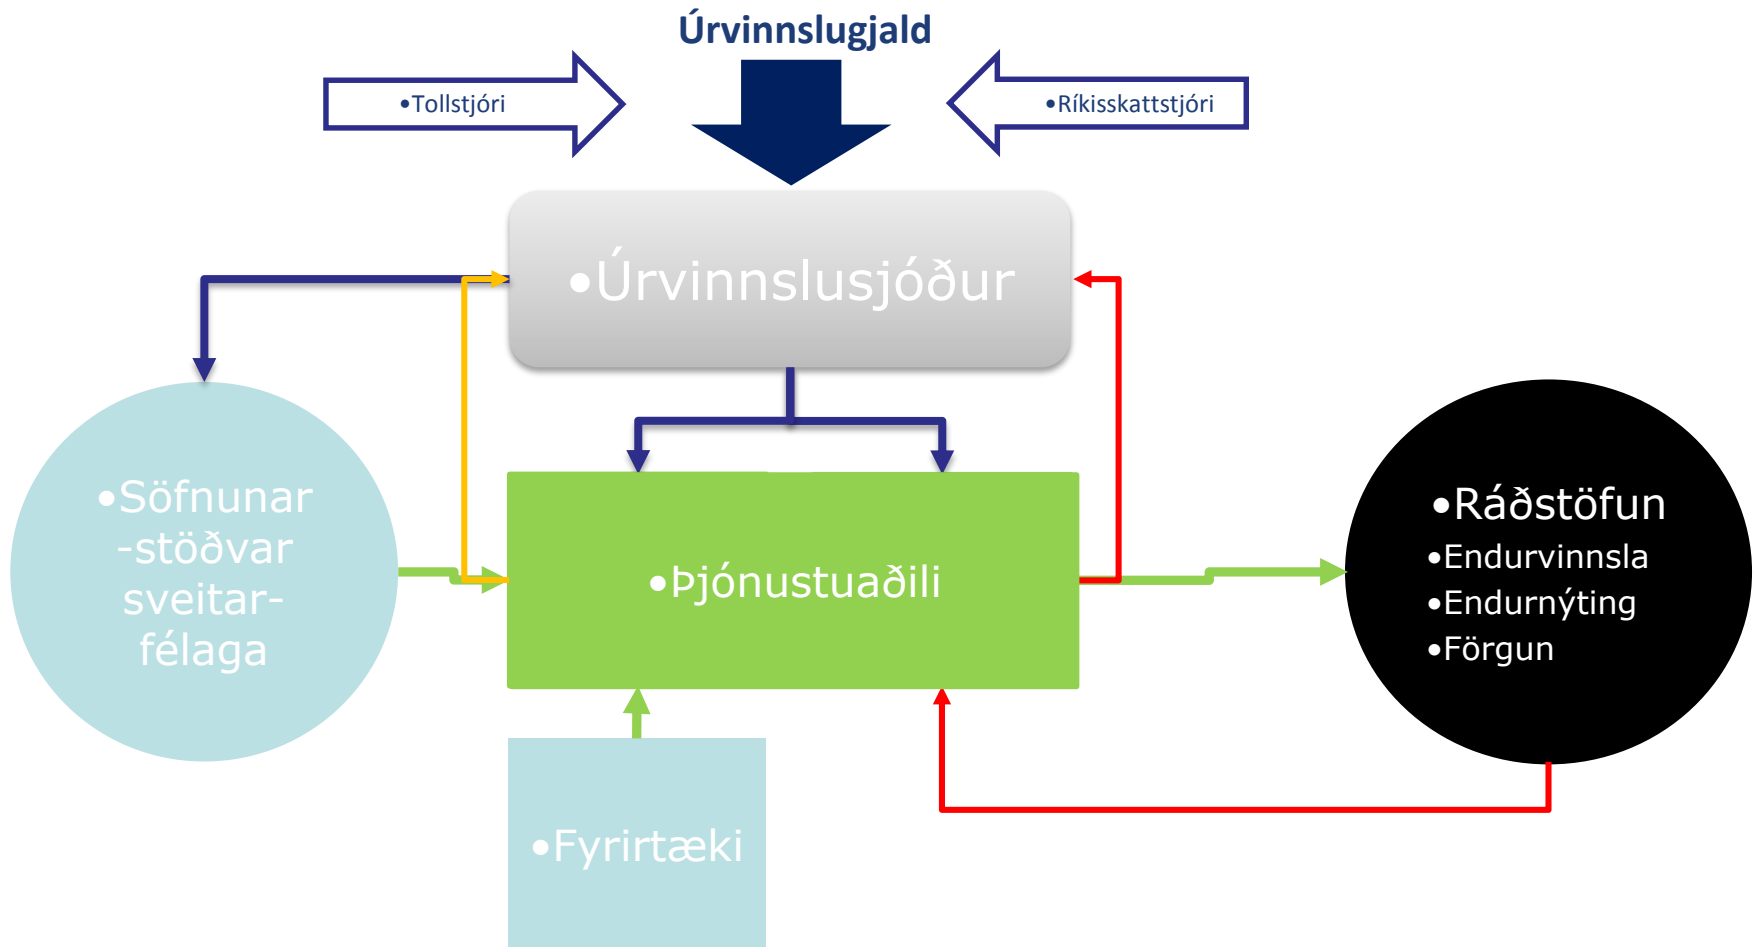 Úrvinnslugjald
•Tollstjóri
•Ríkisskattstjóri
•Úrvinnslusjóður
•Söfnunar
-stöðvar
sveitar-
félaga
•Þjónustuaðili
•Ráðstöfun
•Endurvinnsla
•Endurnýting
•Förgun
•Fyrirtæki